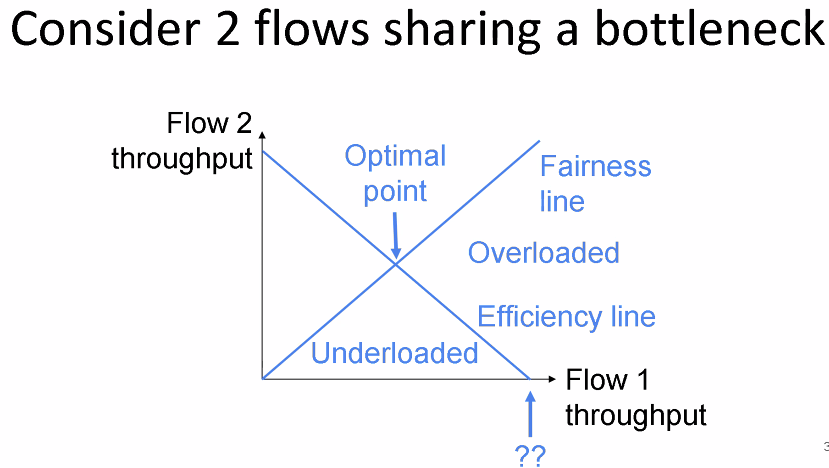 Consider 2 flows sharing a bottleneck
Flow 2
throughput
Optimal
point
Fairness
line
Overloaded
Efficiency line
Underloaded
Flow 1
throughput
??
3